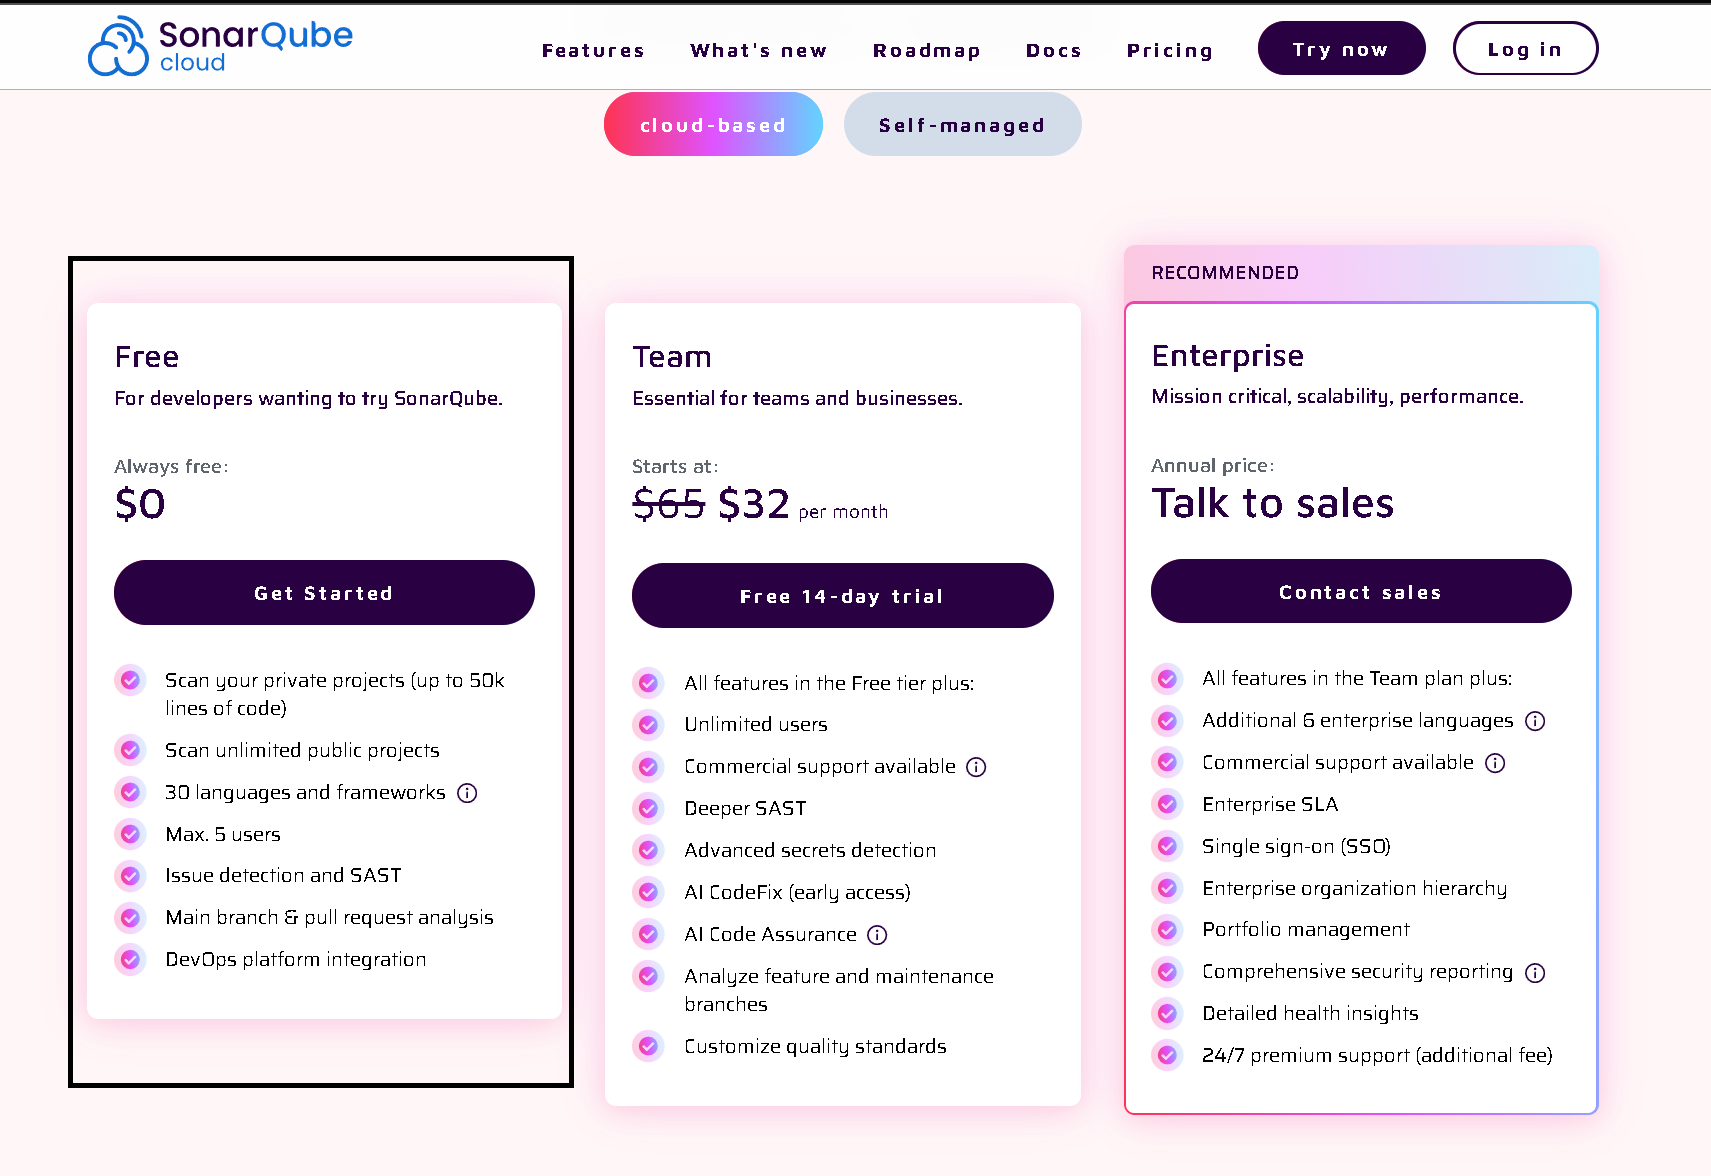 SonarQube
cloud
Features
What's new
Roadmap
Docs
Pricing
Try now
Log in
cloud-based
Self-managed
Free
For developers wanting to try SonarQube.
Always free:
$0
Get Started
Scan your private projects (up to 50k
lines of code)
Scan unlimited public projects
30 languages and frameworks
Max. 5 users
Issue detection and SAST
Main branch & pull request analysis
DevOps platform integration
Team
Essential for teams and businesses.
Starts at:
$65 $32 per month
Free 14-day trial
All features in the Free tier plus:
Unlimited users
Commercial support available
Deeper SAST
Advanced secrets detection
AI CodeFix (early access)
AI Code Assurance
Analyze feature and maintenance
branches
Customize quality standards
RECOMMENDED
Enterprise
Mission critical, scalability, performance.
Annual price:
Talk to sales
Contact sales
All features in the Team plan plus:
Additional 6 enterprise languages
Commercial support available
Enterprise SLA
Single sign-on (SSO)
Enterprise organization hierarchy
Portfolio management
Comprehensive security reporting
Detailed health insights
24/7 premium support (additional fee)